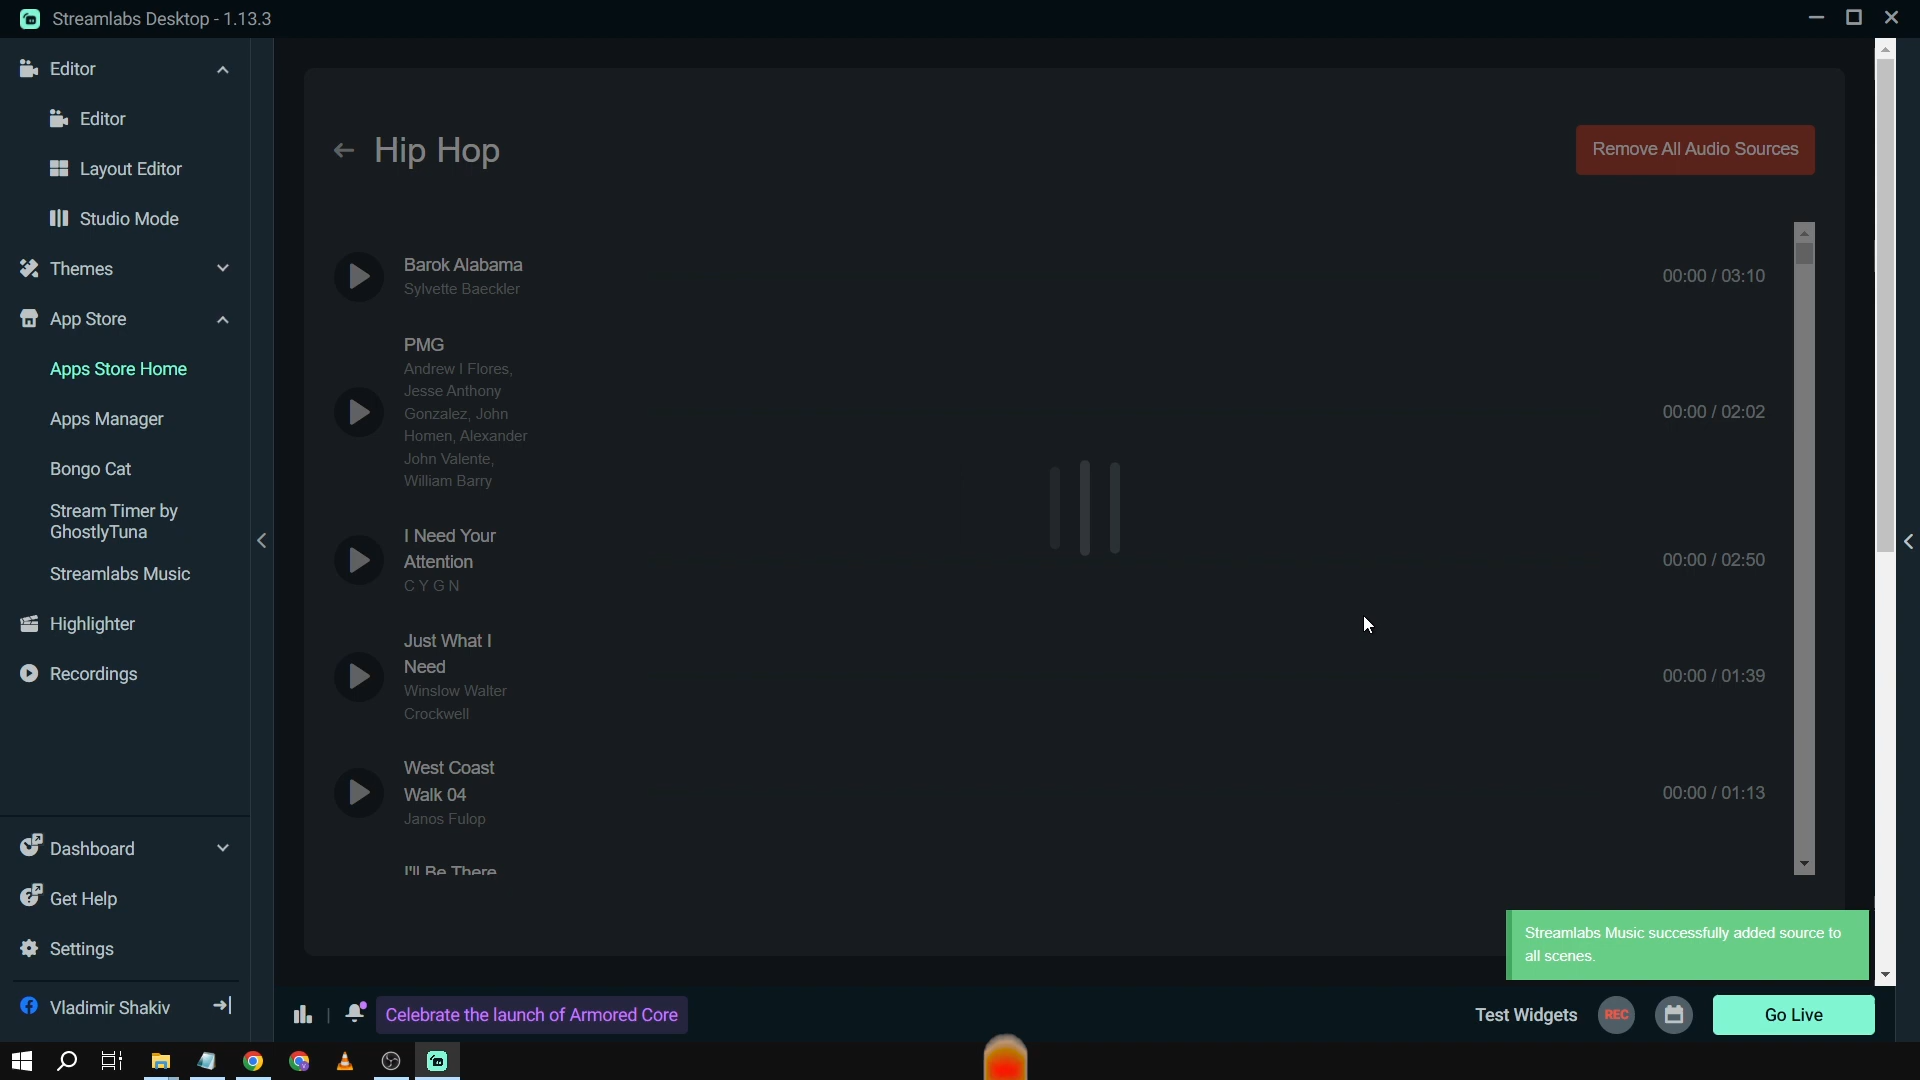 Streamlabs Desktop - 1.13.3
Editor
Editor
Layout Editor
Studio Mode
Themes
App Store
Apps Store Home
Apps Manager
Bongo Cat
Stream Timer by
GhostlyTuna
Streamlabs Music
Highlighter
Recordings
Dashboard
Get Help
Settings
Vladimir Shakiv
Hip Hop
Remove All Audio Sources
Barok Alabama
Sylvette Baeckler
00:00 / 03:10
PMG
Andrew I Flores,
Jesse Anthony
Gonzalez, John
Homen, Alexander
John Valente,
William Barry
00:00 / 02:02
I Need Your
Attention
C Y G N
00:00 / 02:50
Just What I
Need
Winslow Walter
Crockwell
00:00 / 01:39
West Coast
Walk 04
Janos Fulop
00:00 / 01:13
I'll Be There
Streamlabs Music successfully added source to
all scenes.
Celebrate the launch of Armored Core
Test Widgets
REC
Go Live